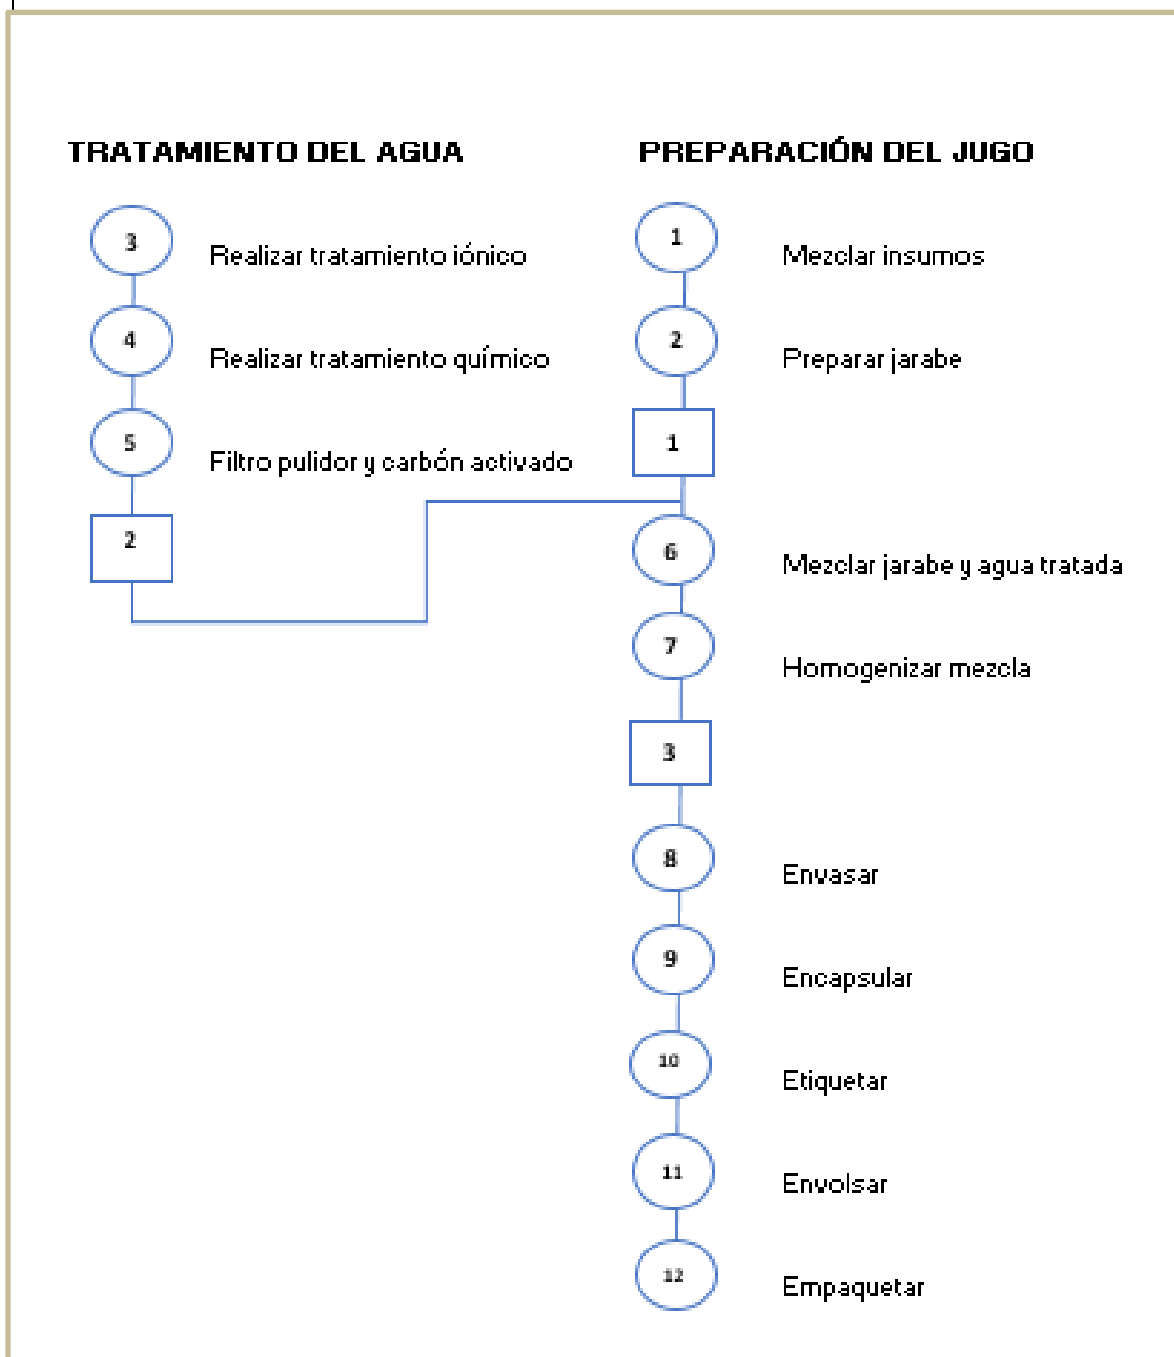 TRATAMIENTO DEL AGUA
3
Realizar tratamiento iónico
4
Realizar tratamiento químico
5
Filtro pulidor y carbón activado
2
PREPARACIÓN DEL JUGO
1
Mezclar insumos
2
Preparar jarabe
1
6
Mezclar jarabe y agua tratada
7
Homogenizar mezcla
3
8
Envasar
9
Encapsular
10
Etiquetar
11
Envolsar
12
Empaquetar